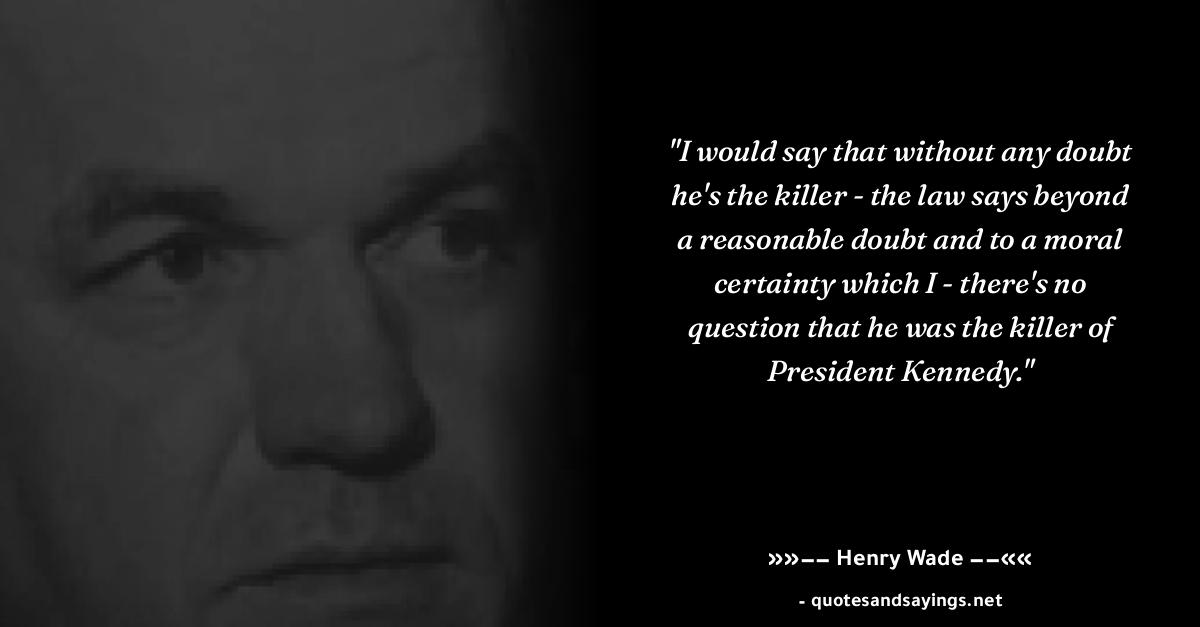 "I would say that without any doubt
he's the killer - the law says beyond
a reasonable doubt and to a moral
certainty which I - there's no
question that he was the killer of
President Kennedy."
»»–– Henry Wade ––««
- quotesandsayings.net